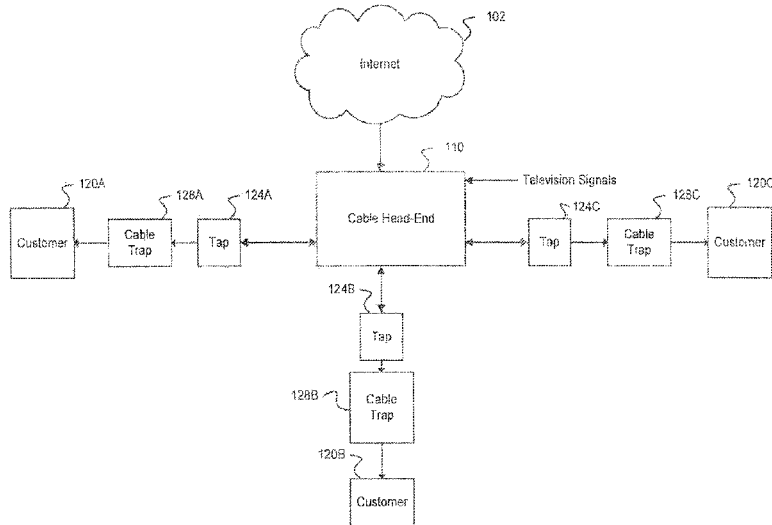 102
Internet
110
120A
128A
124A
Television Signals
124C
128C
120C
Cable Head-End
Customer
Cable
Trap
Tap
Tap
Cable
Trap
Customer
124B
Tap
128B
Cable
Trap
120B
Customer